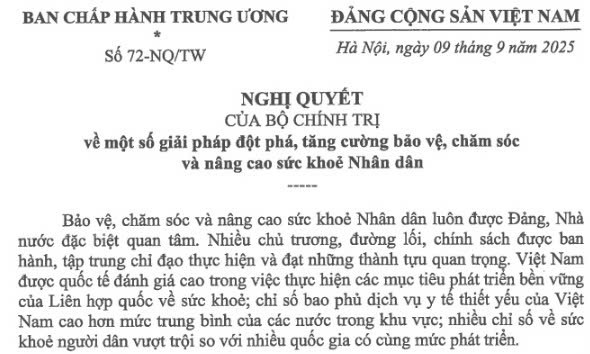 BAN CHẤP HÀNH TRUNG ƯƠNG
*
Số 72-NQ/TW
ĐẢNG CỘNG SẢN VIỆT NAM
Hà Nội, ngày 09 tháng 9 năm 2025
NGHỊ QUYẾT
CỦA BỘ CHÍNH TRỊ
về một số giải pháp đột phá, tăng cường bảo vệ, chăm sóc
và nâng cao sức khoẻ Nhân dân
-----
Bảo vệ, chăm sóc và nâng cao sức khoẻ Nhân dân luôn được Đảng, Nhà
nước đặc biệt quan tâm. Nhiều chủ trương, đường lối, chính sách được ban
hành, tập trung chỉ đạo thực hiện và đạt những thành tựu quan trọng. Việt Nam
được quốc tế đánh giá cao trong việc thực hiện các mục tiêu phát triển bền vững
của Liên hợp quốc về sức khoẻ; chỉ số bao phủ dịch vụ y tế thiết yếu của Việt
Nam cao hơn mức trung bình của các nước trong khu vực; nhiều chỉ số về sức
khoẻ người dân vượt trội so với nhiều quốc gia có cùng mức phát triển.